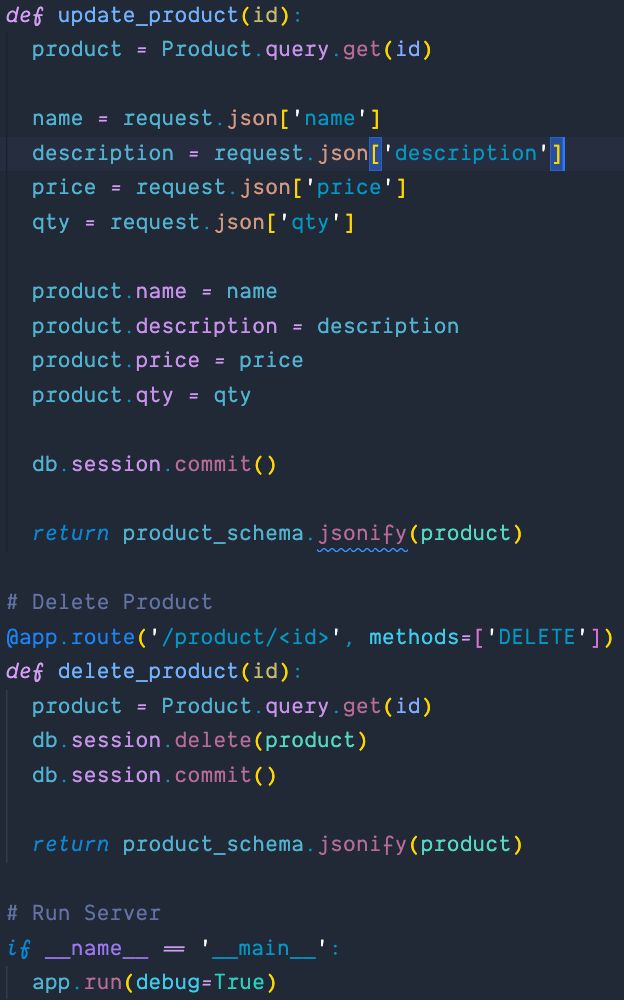 def update_product(id):
  product = Product.query.get(id)

  name = request.json['name']
  description = request.json['description']
  price = request.json['price']
  qty = request.json['qty']

  product.name = name
  product.description = description
  product.price = price
  product.qty = qty

  db.session.commit()

  return product_schema.jsonify(product)

# Delete Product
@app.route('/product/<id>', methods=['DELETE'])
def delete_product(id):
  product = Product.query.get(id)
  db.session.delete(product)
  db.session.commit()

  return product_schema.jsonify(product)

# Run Server
if __name__ == '__main__':
  app.run(debug=True)